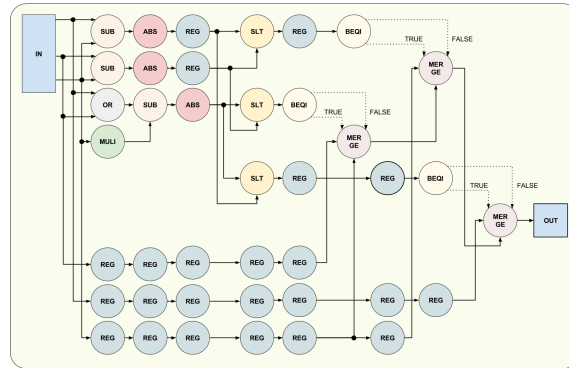 SUB ABS REG SLT REG BEQI
TRUE FALSE
IN
SUB ABS REG MER
GE
OR SUB ABS SLT BEQI
TRUE FALSE
MULI MER
GE
SLT REG REG BEQI
TRUE FALSE
MER
GE OUT
REG REG REG REG REG
REG REG REG REG REG REG REG
REG REG REG REG REG REG